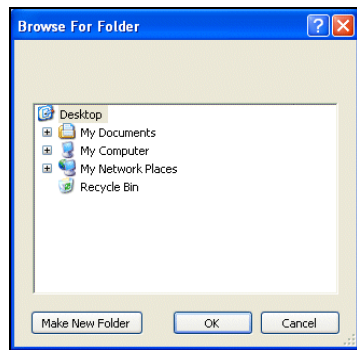 Browse For Folder
Desktop
My Documents
My Computer
My Network Places
Recycle Bin
Make New Folder OK Cancel